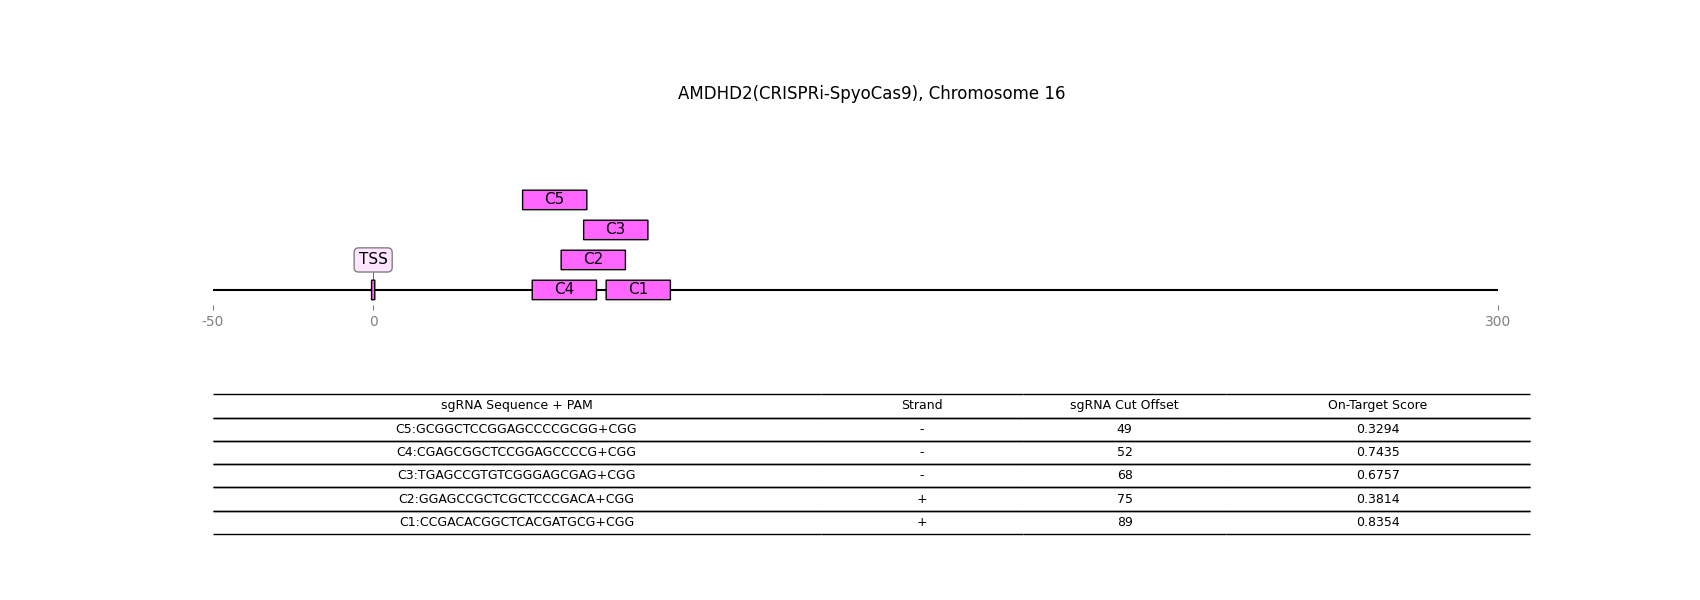 AMDHD2(CRISPRi-SpyoCas9), Chromosome 16
C5
C3
TSS C2
C4 C1
-50 0 300
sgRNA Sequence + PAM Strand sgRNA Cut Offset On-Target Score
C5:GCGGCTCCGGAGCCCCGCGG+CGG - 49 0.3294
C4:CGAGCGGCTCCGGAGCCCCG+CGG - 52 0.7435
C3:TGAGCCGTGTCGGGAGCGAG+CGG - 68 0.6757
C2:GGAGCCGCTCGCTCCCGACA+CGG + 75 0.3814
C1:CCGACACGGCTCACGATGCG+CGG + 89 0.8354